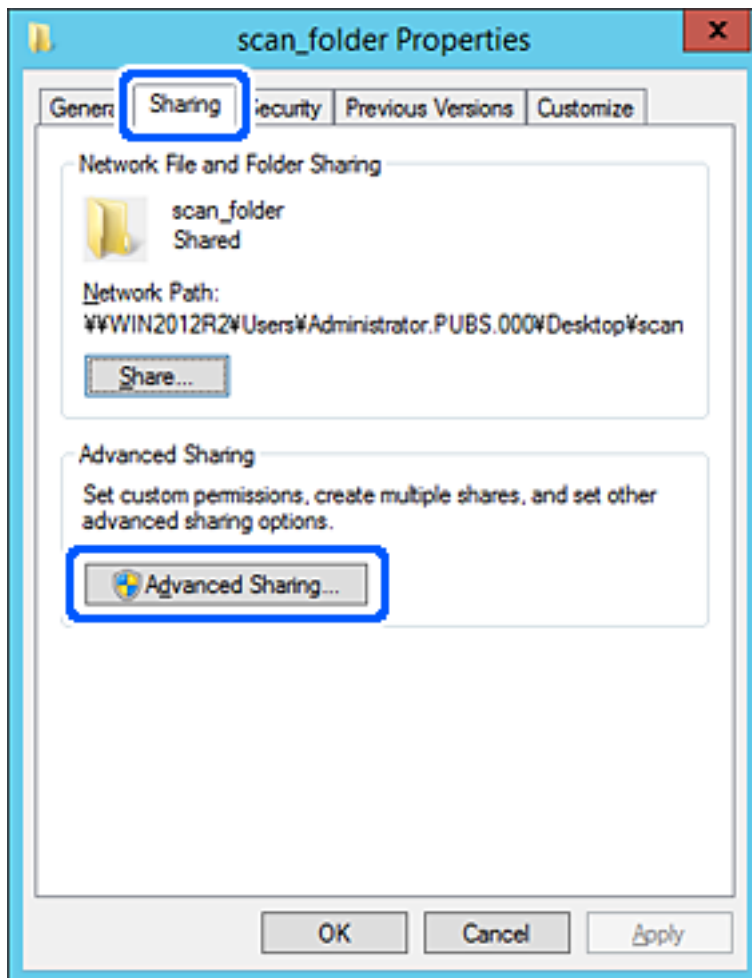 scan_folder Properties
x
General Sharing Security Previous Versions Customize
Network File and Folder Sharing
scan_folder
Shared
Network Path:
¥¥WIN2012R2¥Users¥Administrator.PUBS.000¥Desktop¥scan
Share...
Advanced Sharing
Set custom permissions, create multiple shares, and set other
advanced sharing options.
Advanced Sharing...
OK Cancel Apply